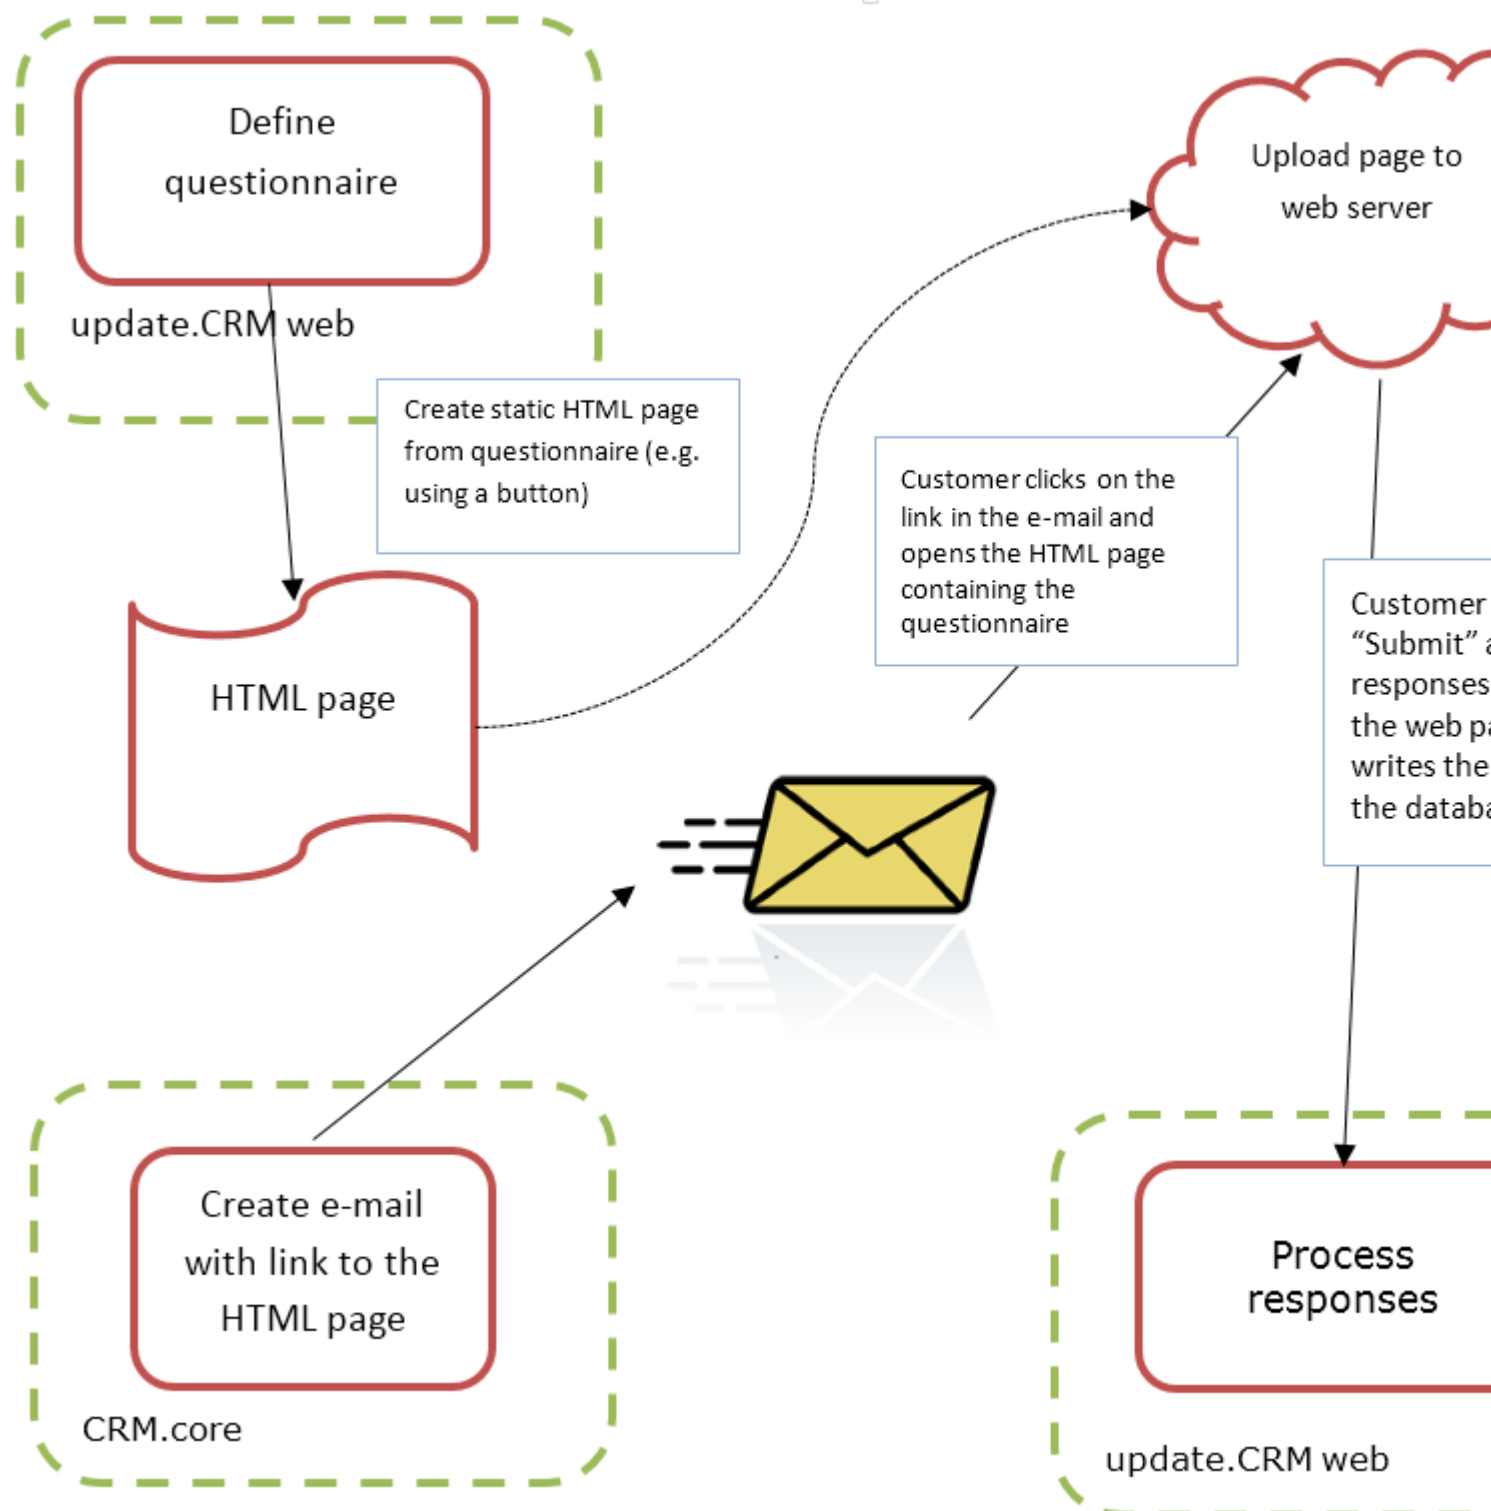 Define
questionnaire
update.CRM web
Create static HTML page
from questionnaire (e.g.
using a button)
HTML page
Upload page to
web server
Customer clicks on the
link in the e-mail and
opens the HTML page
containing the
questionnaire
Customer
“Submit”
responses
the web
writes the
the
Create e-mail
with link to the
HTML page
CRM.core
Process
responses
update.CRM web